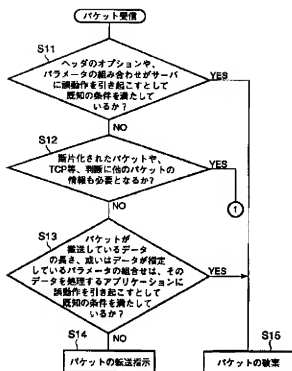 パケット受信
S11
ヘッダのオプションや、
パラメータの組み合わせがサーバ
に誤動作を引き起こすとして
既知の条件を満たして
いるか?
YES
NO
S12
断片化されたパケットや、
TCP等、判断に他のパケットの
情報も必要となるか?
YES
1
NO
S13
パケットが
搬送しているデータ
の長さ、或いはデータが指定
しているパラメータの組合せは、その
データを処理するアプリケーションに
誤動作を引き起こすとして
既知の条件を満たして
いるか?
YES
NO
S14
パケットの転送指示
S15
パケットの破棄